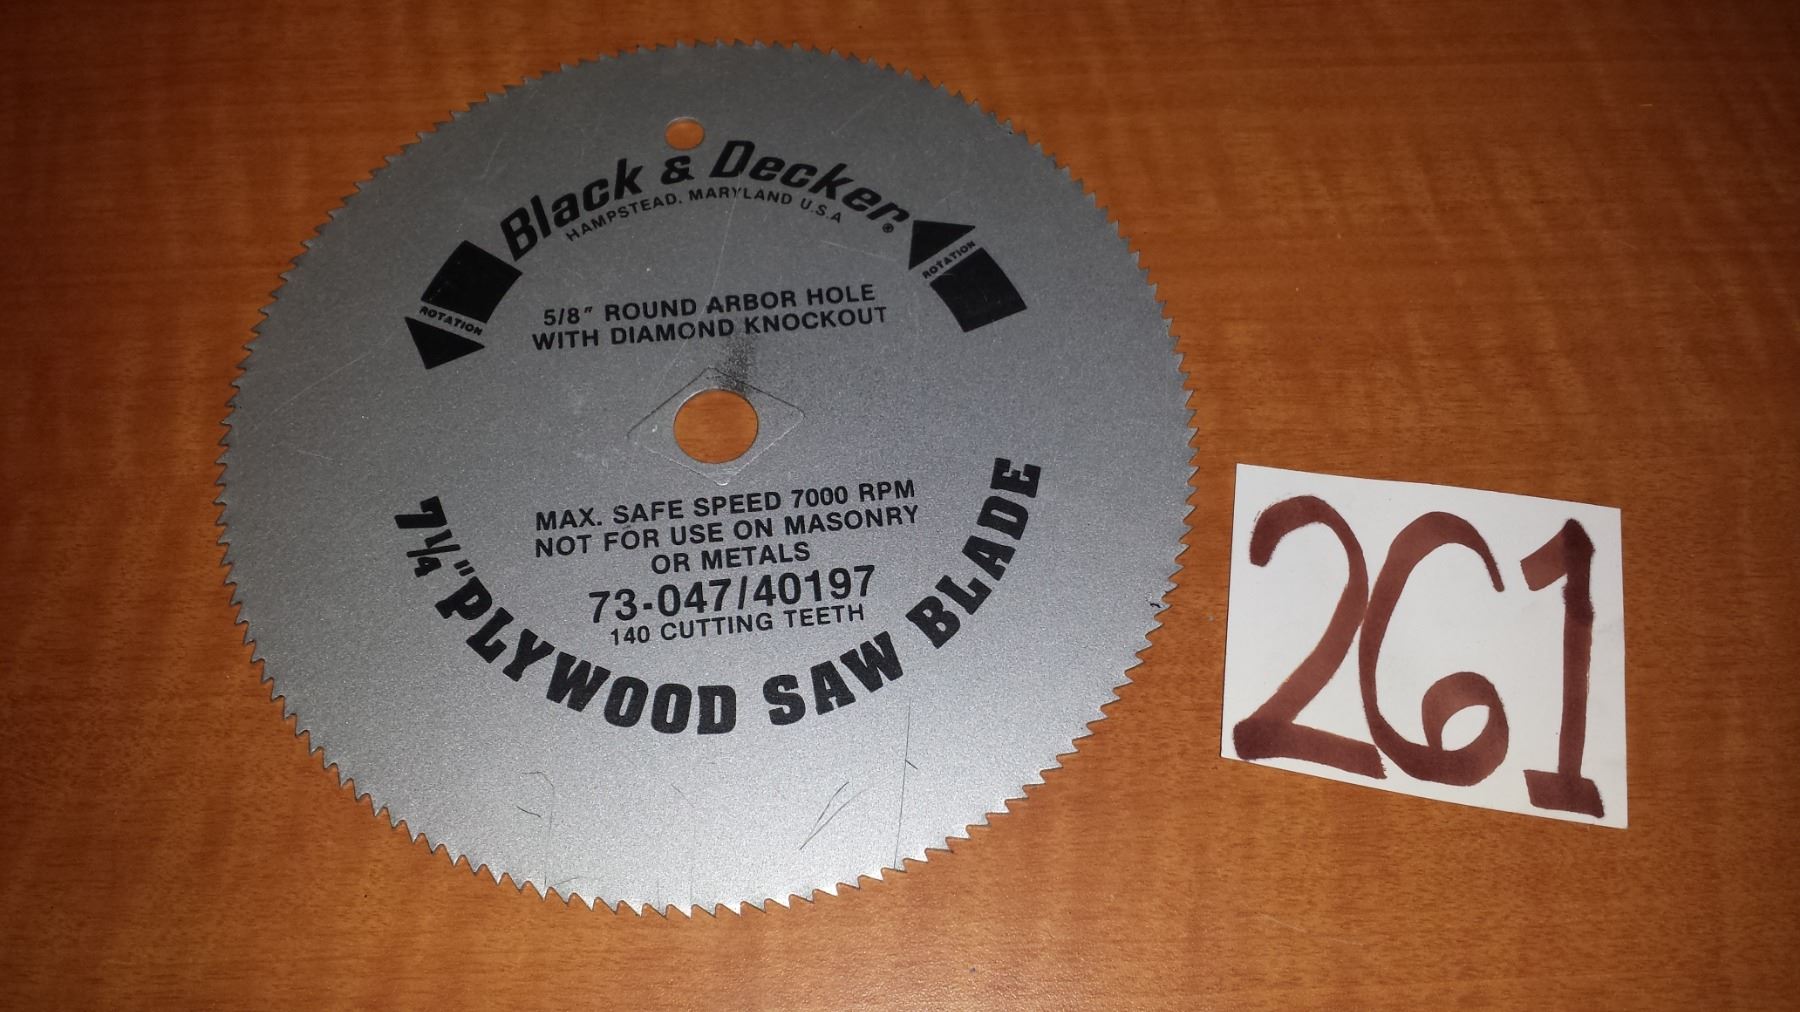 Black & Decker®
HAMPSTEAD, MARYLAND U.S.A
ROTATION
ROTATION
5/8" ROUND ARBOR HOLE
WITH DIAMOND KNOCKOUT
MAX. SAFE SPEED 7000 RPM
NOT FOR USE ON MASONRY
OR METALS
73-047/40197
140 CUTTING TEETH
7¼" PLYWOOD SAW BLADE
261